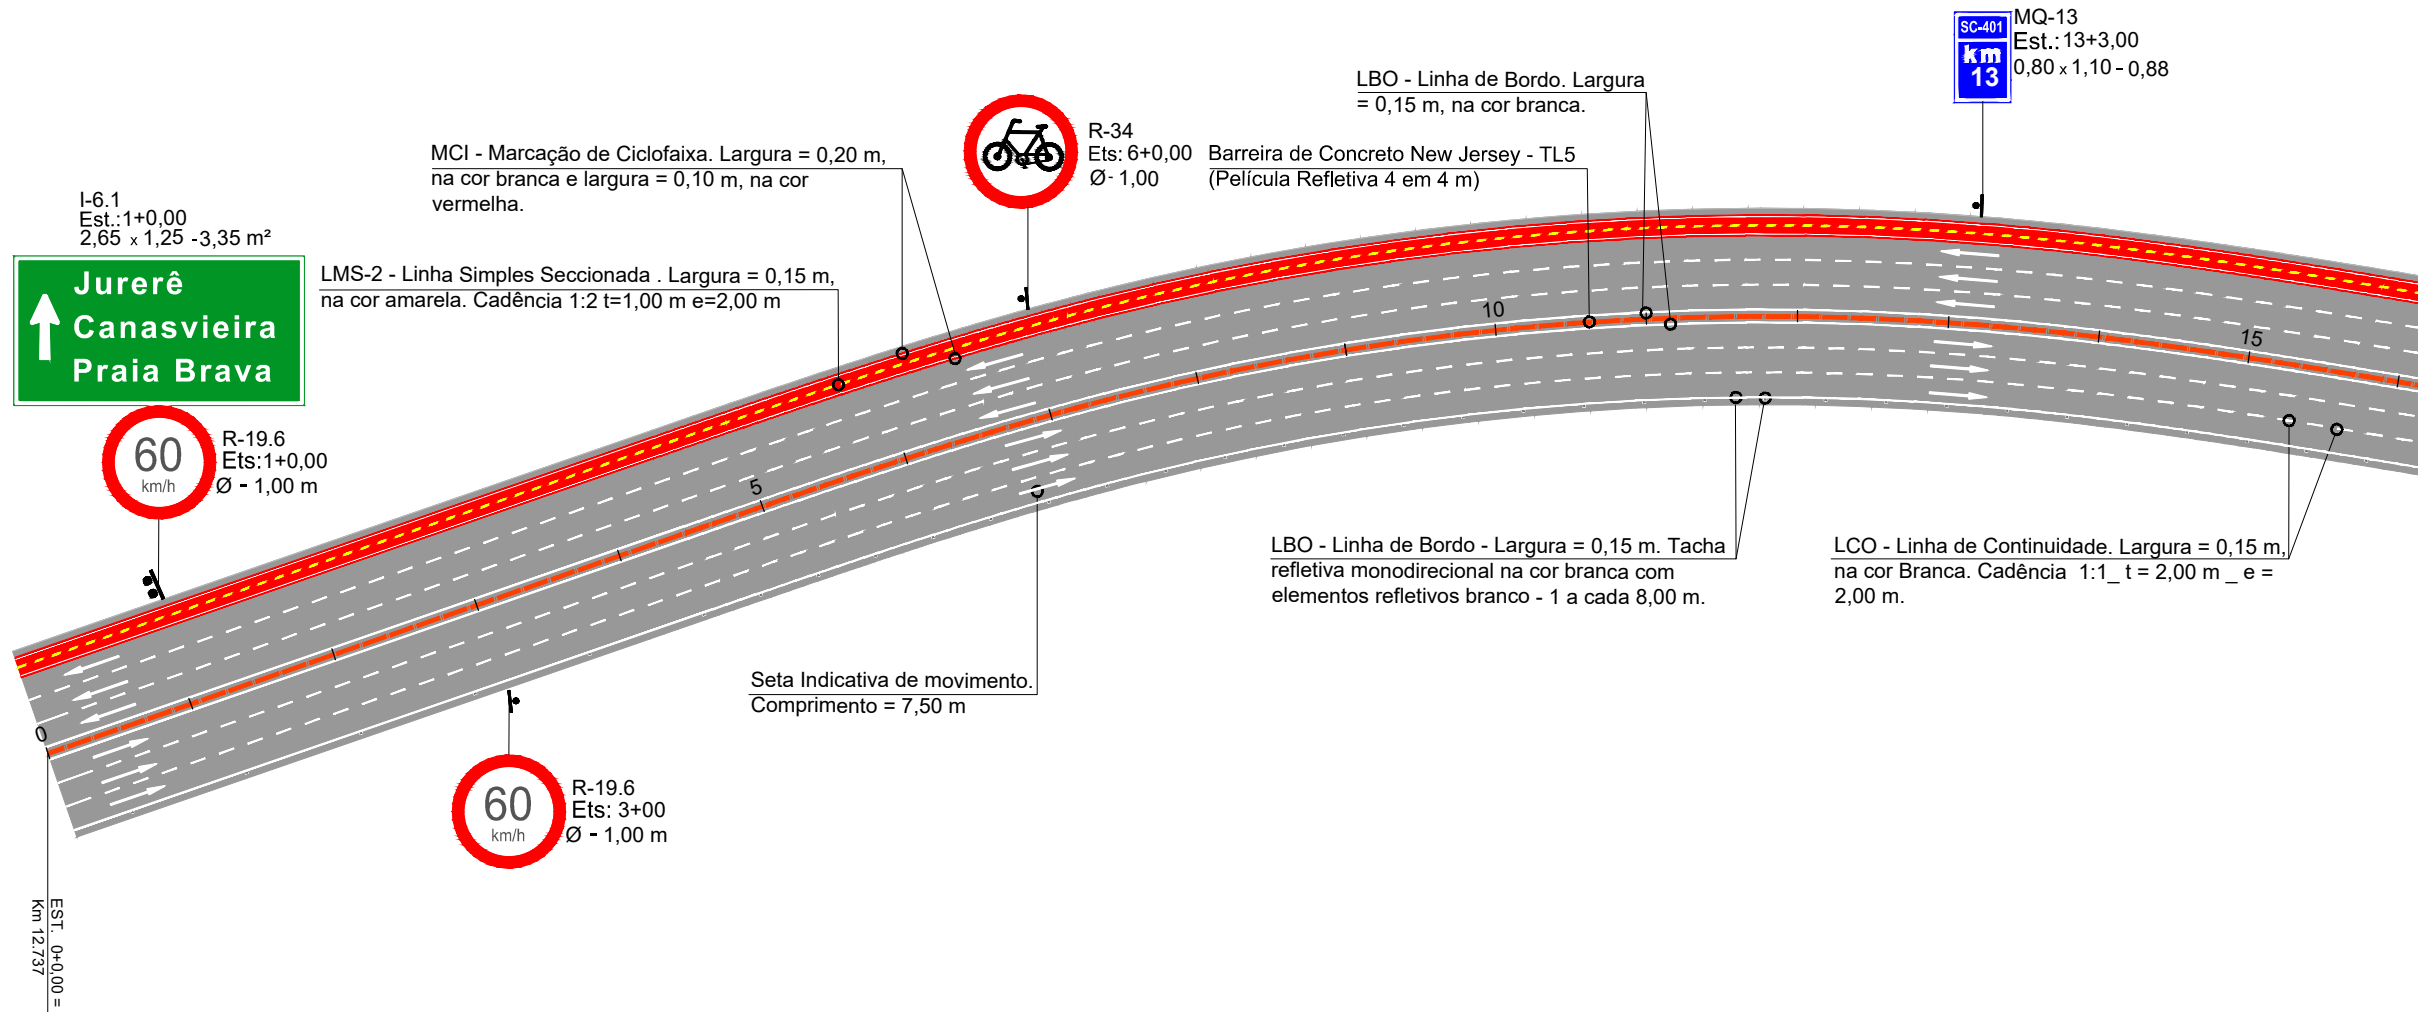 I-6.1
Est.:1+0,00
2,65 x 1,25 -3,35 m²
Jurerê
Canasvieira
Praia Brava
60
km/h
R-19.6
Ets:1+0,00
Ø - 1,00 m
MCI - Marcação de Ciclofaixa. Largura = 0,20 m,
na cor branca e largura = 0,10 m, na cor
vermelha.
LMS-2 - Linha Simples Seccionada . Largura = 0,15 m,
na cor amarela. Cadência 1:2 t=1,00 m e=2,00 m
R-34
Ets: 6+0,00
Ø- 1,00
Barreira de Concreto New Jersey - TL5
(Película Refletiva 4 em 4 m)
LBO - Linha de Bordo. Largura
= 0,15 m, na cor branca.
SC-401
km
13
MQ-13
Est.:13+3,00
0,80 x 1,10-0,88
0
5
10
15
Seta Indicativa de movimento.
Comprimento = 7,50 m
60
km/h
R-19.6
Ets: 3+00
Ø - 1,00 m
LBO - Linha de Bordo - Largura = 0,15 m. Tacha
refletiva monodirecional na cor branca com
elementos refletivos branco - 1 a cada 8,00 m.
LCO - Linha de Continuidade. Largura = 0,15 m,
na cor Branca. Cadência 1:1_ t = 2,00 m _ e =
2,00 m.
EST. 0+0,00 =
Km 12.737